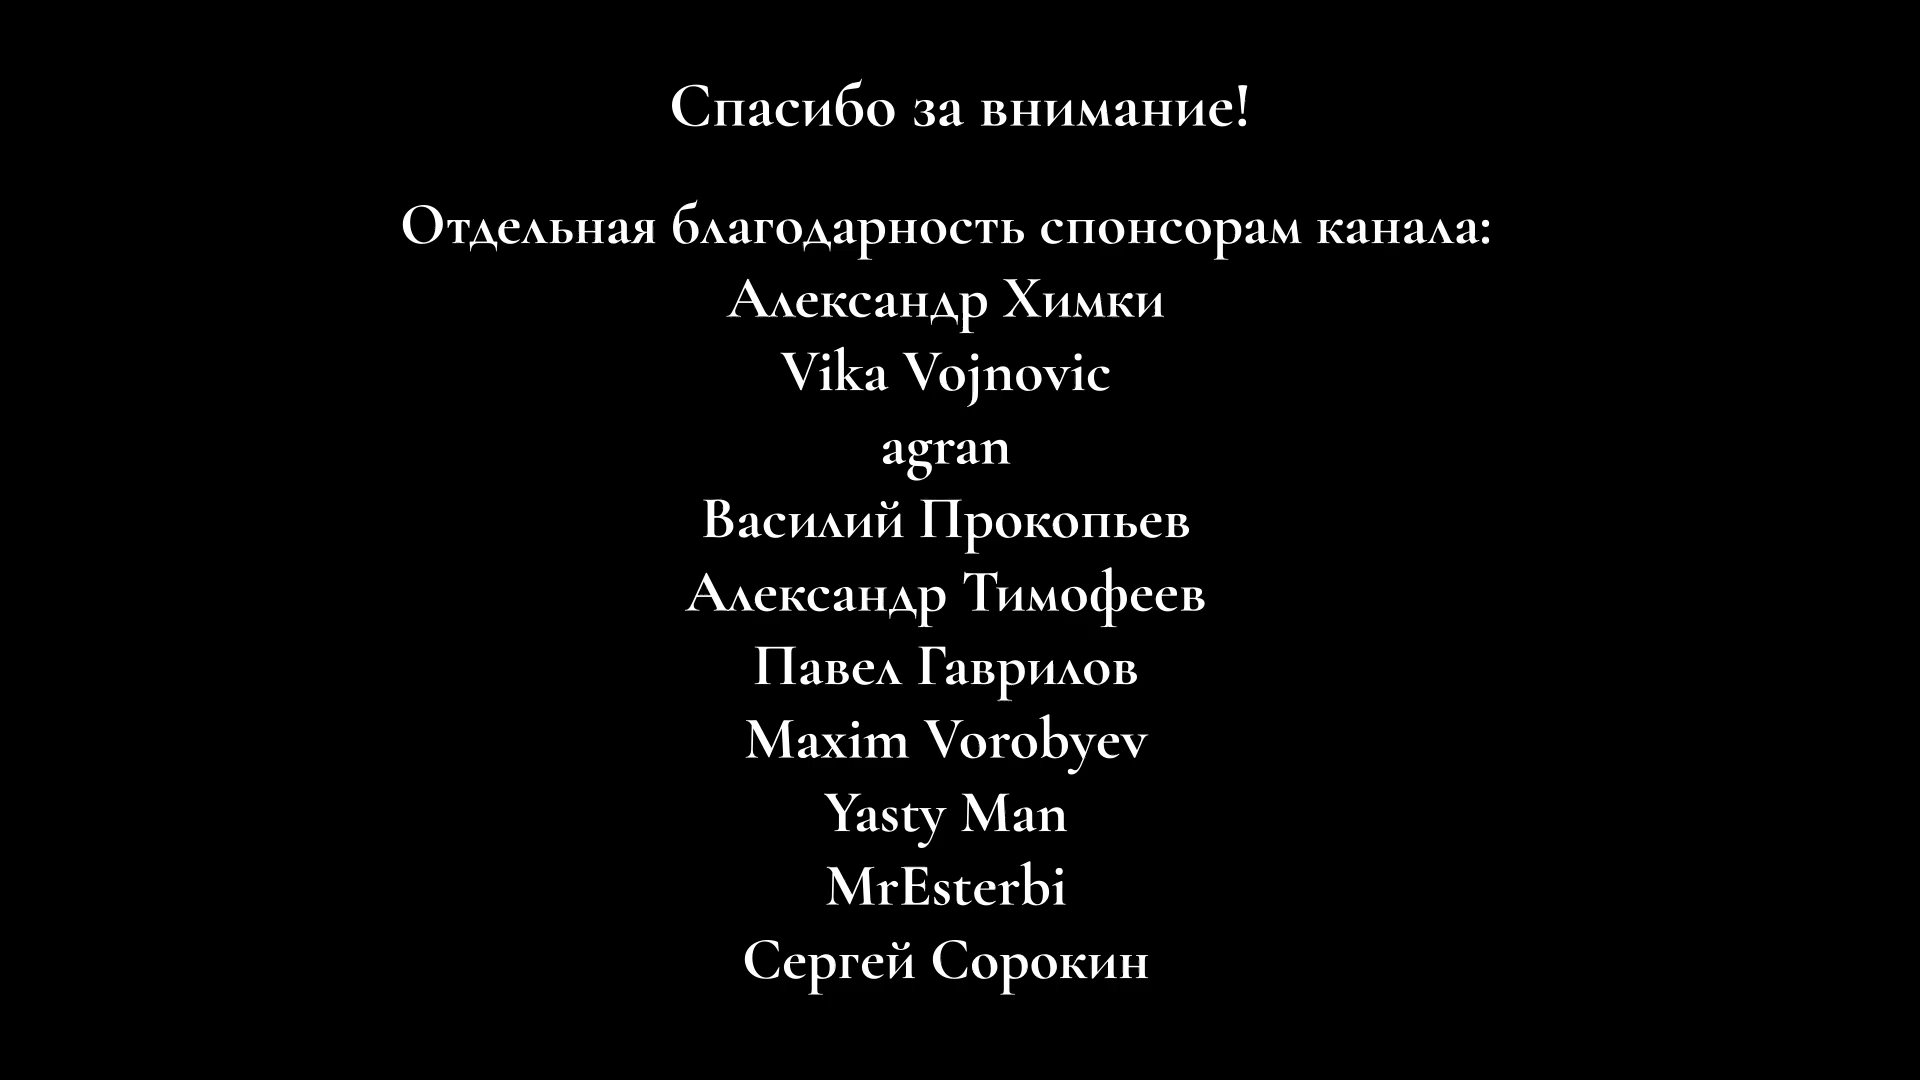 Спасибо за внимание!
Отдельная благодарность спонсорам канала:
Александр Химки
Vika Vojnovic
agran
Василий Прокопьев
Александр Тимофеев
Павел Гаврилов
Maxim Vorobyev
Yasty Man
MrEsterbi
Сергей Сорокин